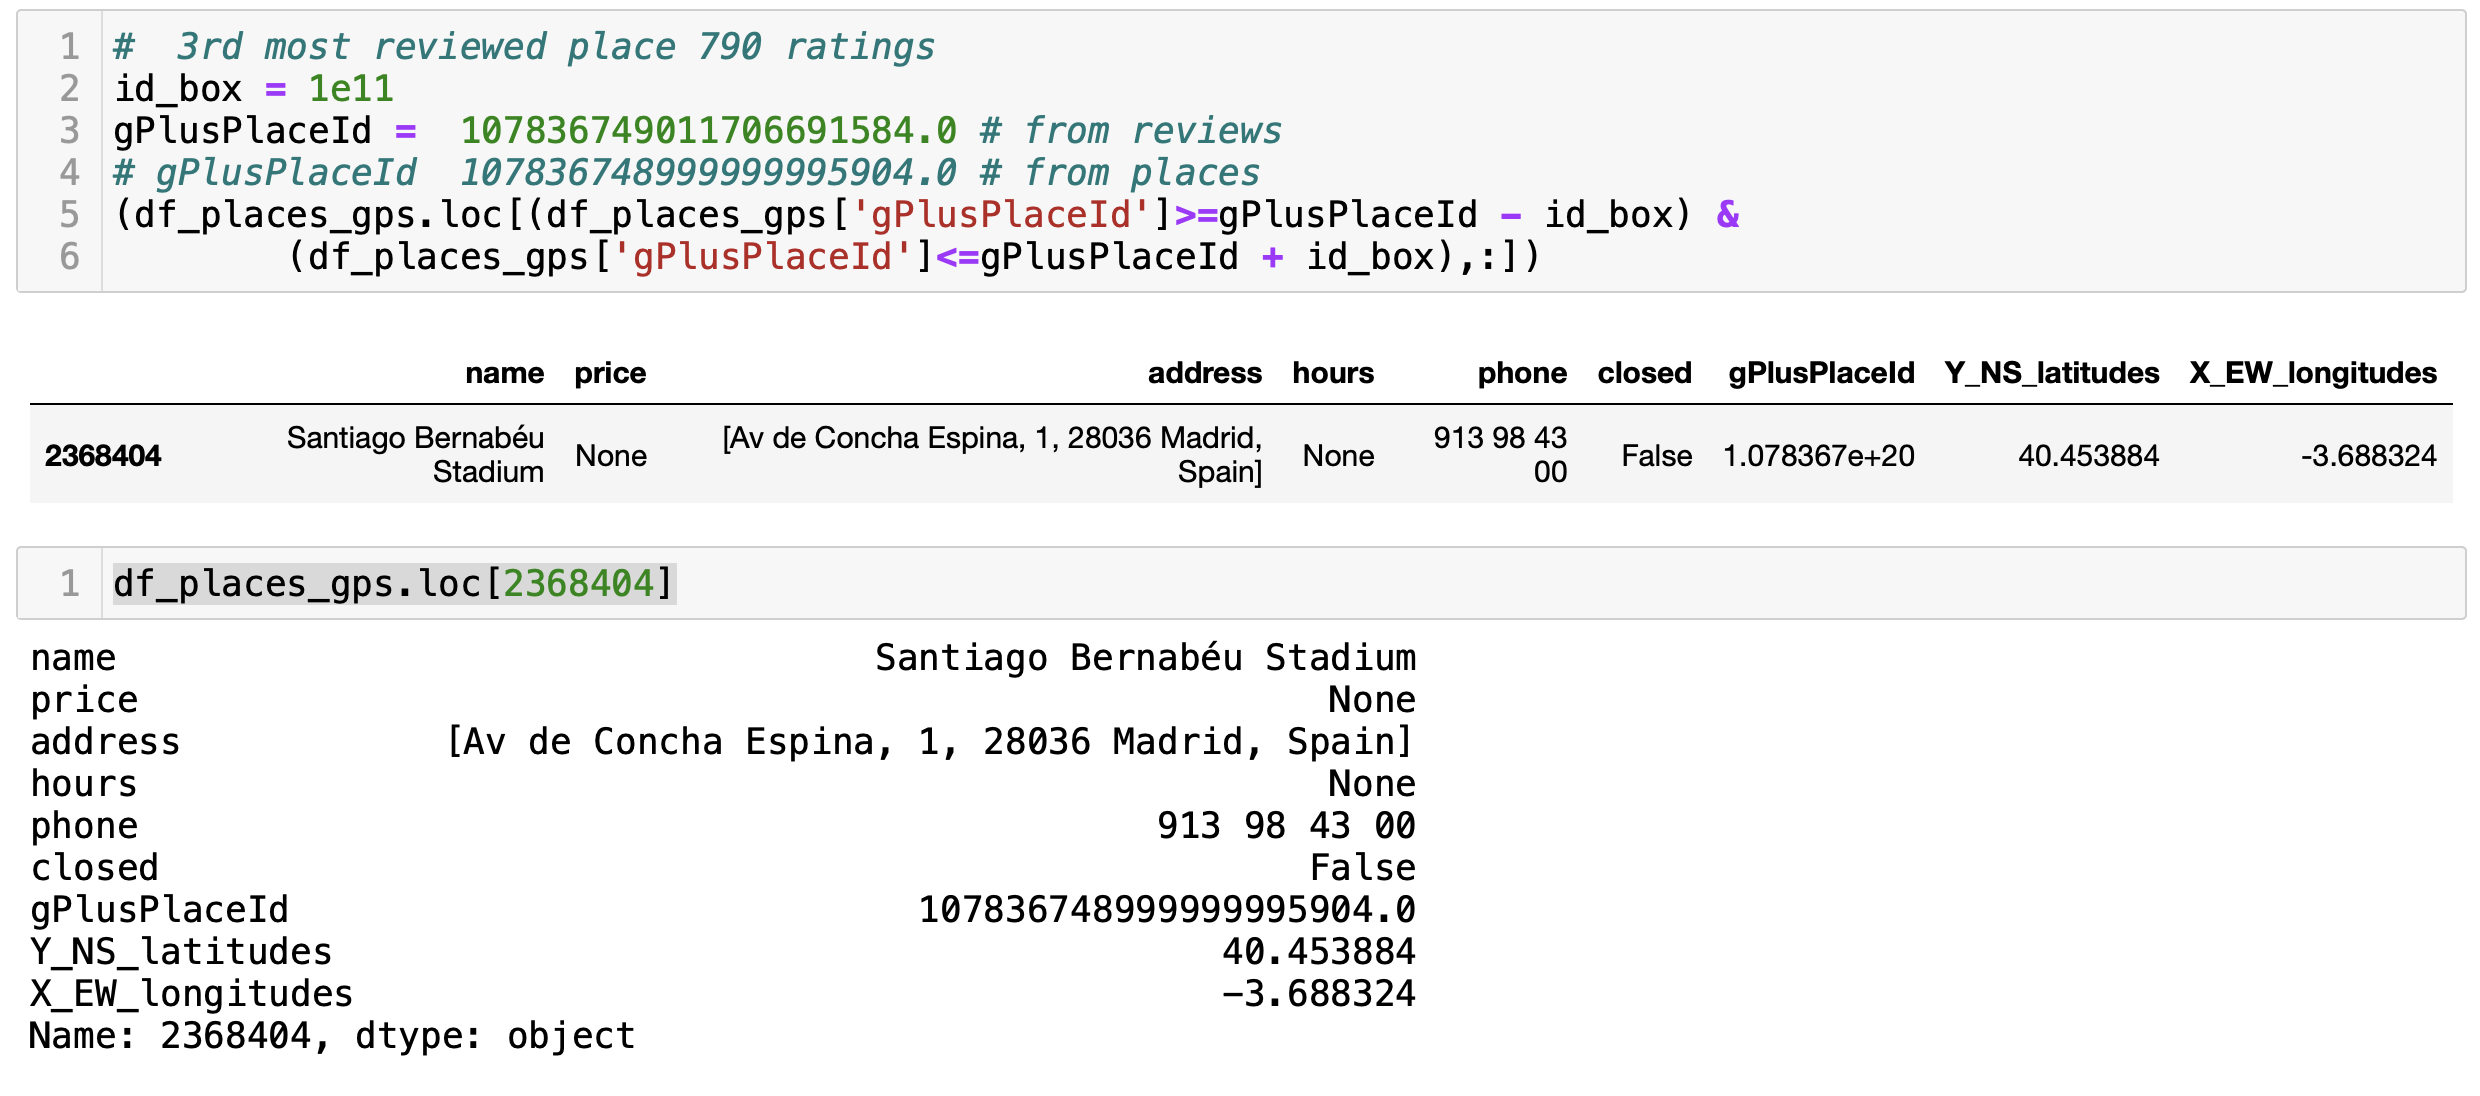 1 #  3rd most reviewed place 790 ratings
2 id_box = 1e11
3 gPlusPlaceId =  107836749011706691584.0 # from reviews
4 # gPlusPlaceId  107836748999999995904.0 # from places
5 (df_places_gps.loc[(df_places_gps['gPlusPlaceId']>=gPlusPlaceId - id_box) &
6         (df_places_gps['gPlusPlaceId']<=gPlusPlaceId + id_box),:])
name price address hours phone closed gPlusPlaceId Y_NS_latitudes X_EW_longitudes
2368404 Santiago Bernabéu Stadium None [Av de Concha Espina, 1, 28036 Madrid, Spain] None 913 98 43 00 False 1.078367e+20 40.453884 -3.688324
1 df_places_gps.loc[2368404]
name Santiago Bernabéu Stadium
price None
address [Av de Concha Espina, 1, 28036 Madrid, Spain]
hours None
phone 913 98 43 00
closed False
gPlusPlaceId 107836748999999995904.0
Y_NS_latitudes 40.453884
X_EW_longitudes -3.688324
Name: 2368404, dtype: object